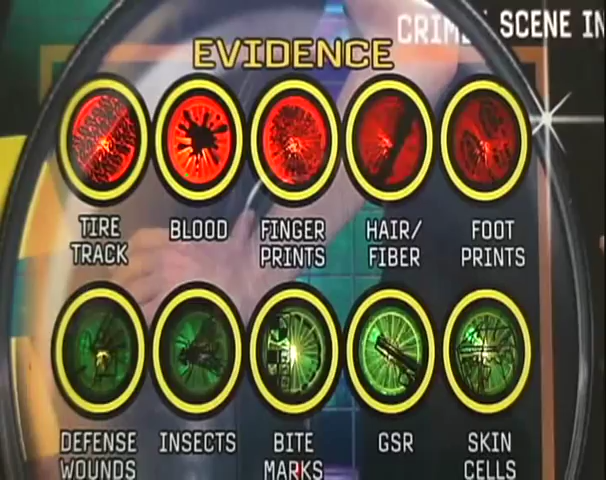 CRIME SCENE IN
EVIDENCE
TIRE TRACK
BLOOD
FINGER PRINTS
HAIR/ FIBER
FOOT PRINTS
DEFENSE WOUNDS
INSECTS
BITE MARKS
GSR
SKIN CELLS